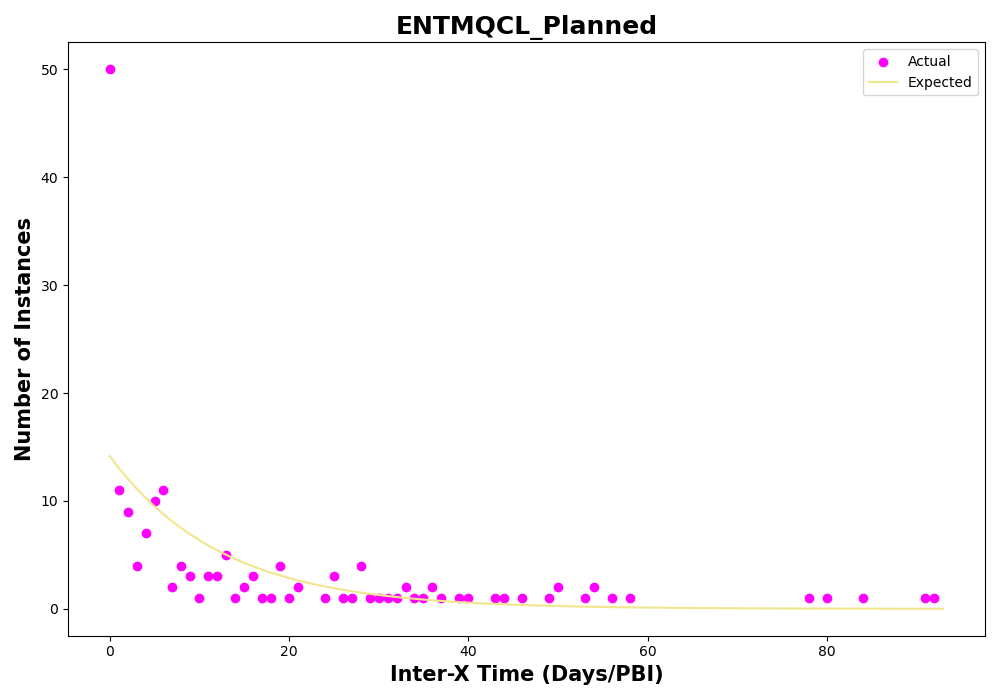 ENTMQCL_Planned
Actual
Expected
50
40
30
20
10
0
Number of Instances
0 20 40 60 80
Inter-X Time (Days/PBI)